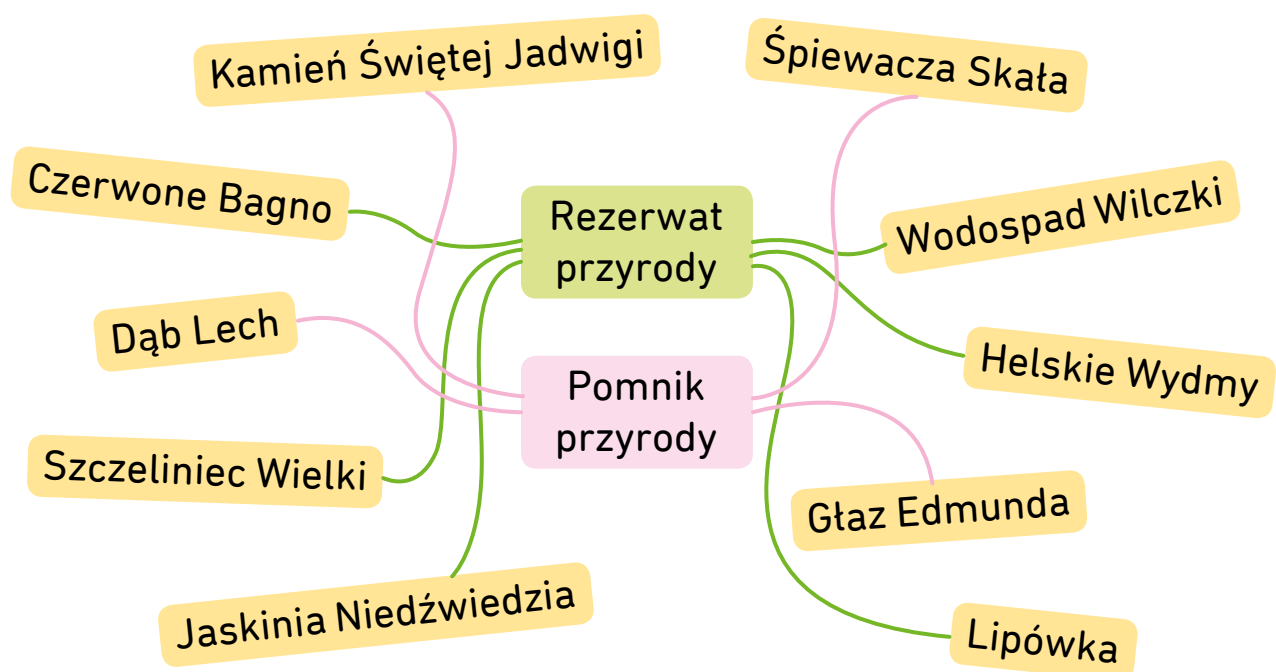 Kamień Świętej Jadwigi
Śpiewacza Skała
Czerwone Bagno
Rezerwat
przyrody
Wodospad Wilczki
Dąb Lech
Helskie Wydmy
Pomnik
przyrody
Szczeliniec Wielki
Głaz Edmunda
Jaskinia Niedźwiedzia
Lipówka